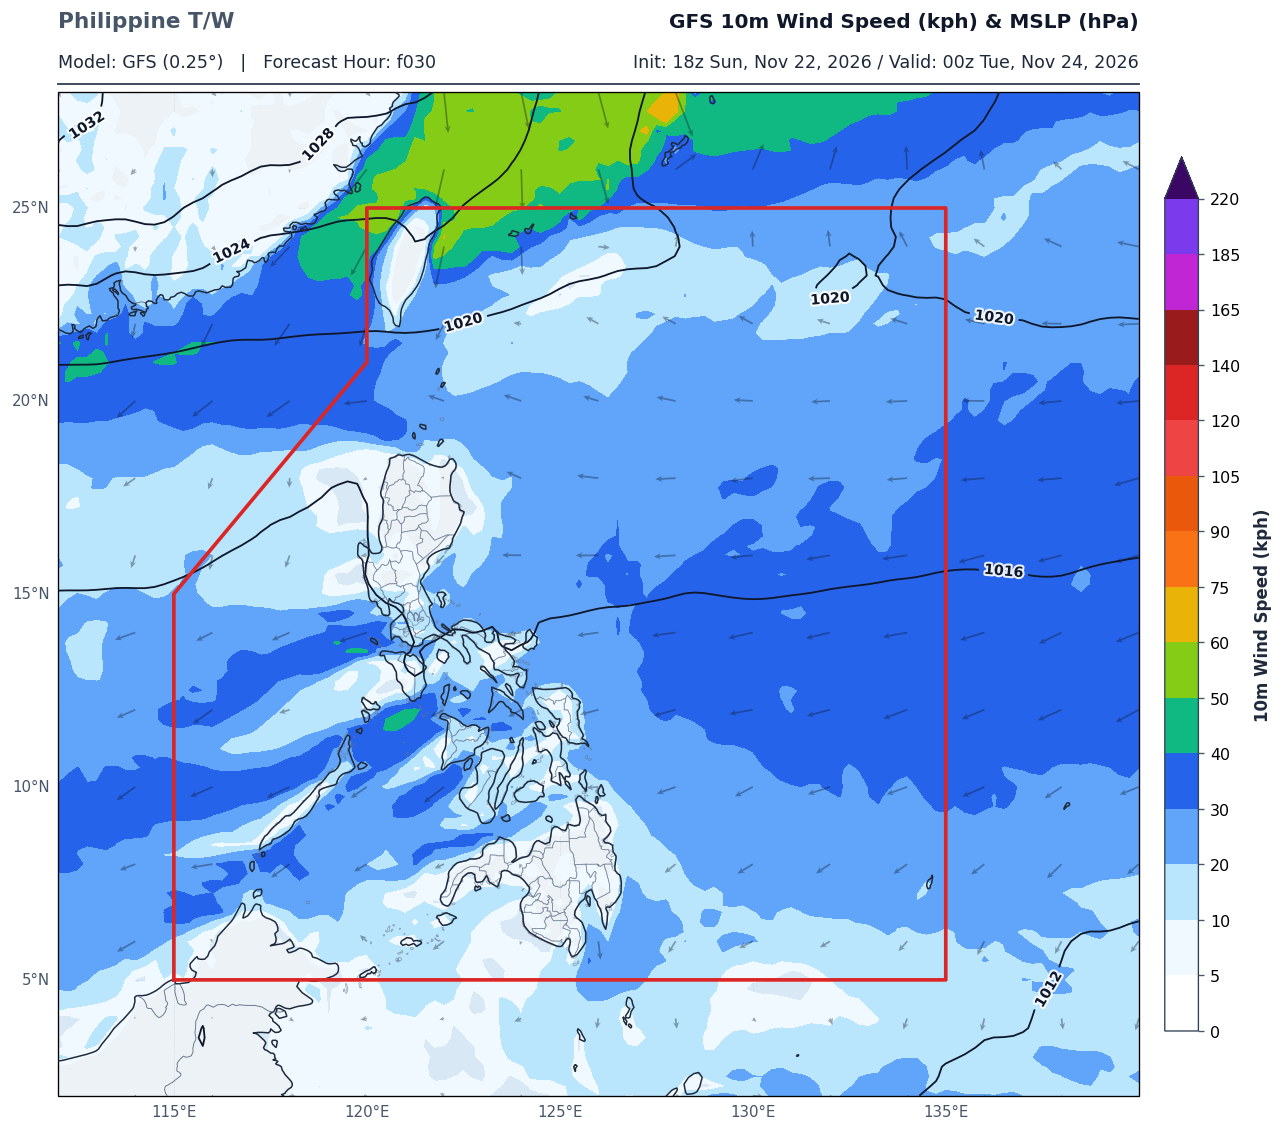 Philippine T/W
GFS 10m Wind Speed (kph) & MSLP (hPa)
Model: GFS (0.25°) | Forecast Hour: f030
Init: 18z Sun, Nov 22, 2026 / Valid: 00z Tue, Nov 24, 2026
1032
1028
1024
1020
1020
1020
1016
1012
25°N
20°N
15°N
10°N
5°N
115°E
120°E
125°E
130°E
135°E
220
185
165
140
120
105
90
75
60
50
40
30
20
10
5
0
10m Wind Speed (kph)